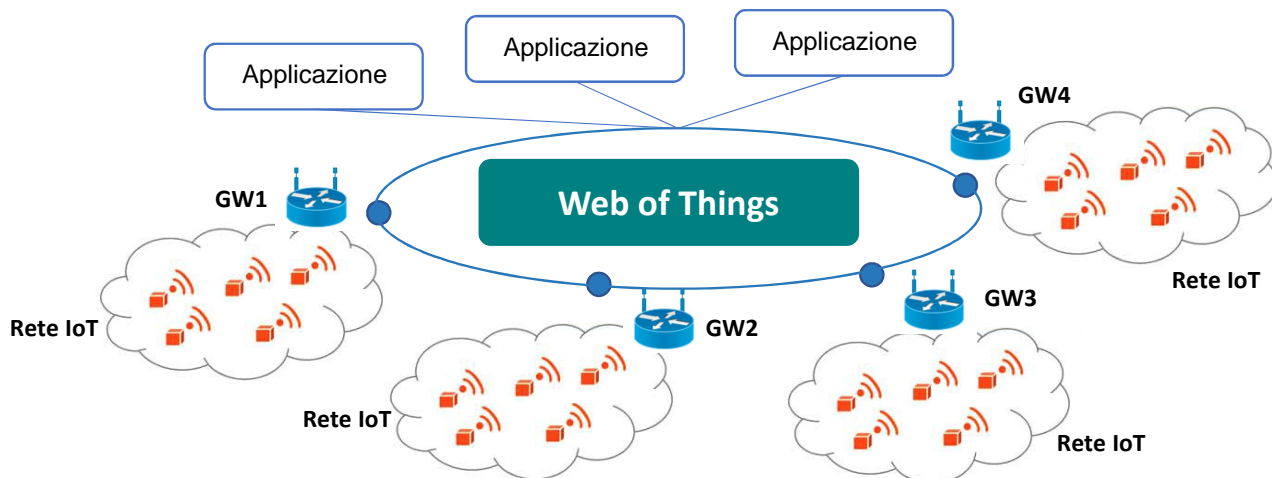 Applicazione
Applicazione
Applicazione
GW4
GW1
Web of Things
Rete IoT
Rete IoT
GW2
GW3
Rete IoT
Rete IoT